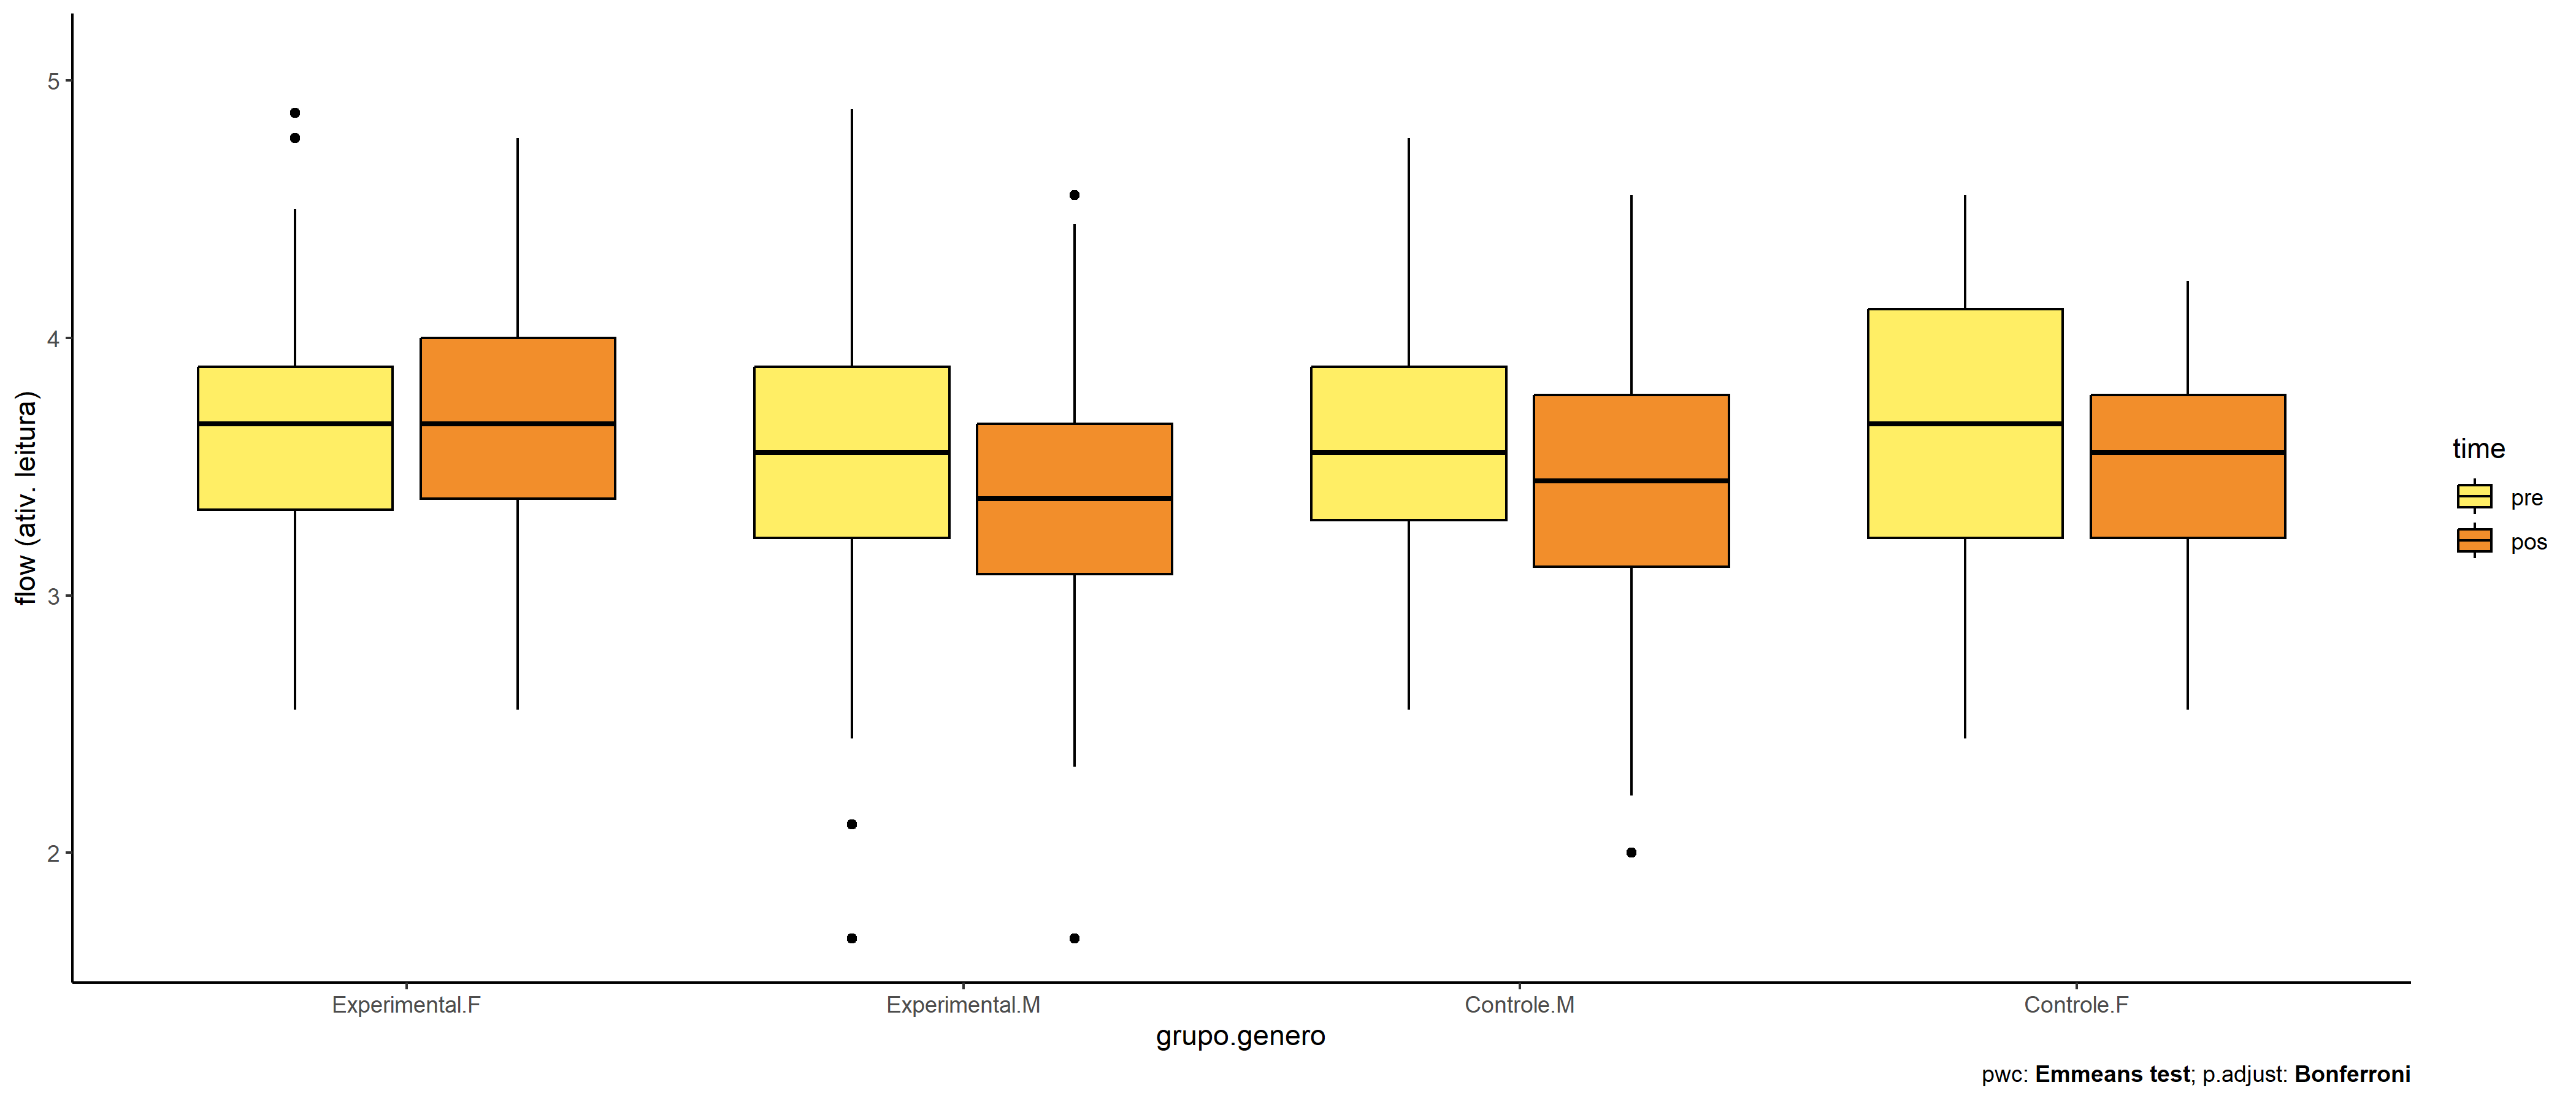 flow (ativ. leitura)
5
4
3
2
Experimental.F
Experimental.M
Controle.M
Controle.F
grupo.genero
time
pre
pos
pwc: Emmeans test; p.adjust: Bonferroni